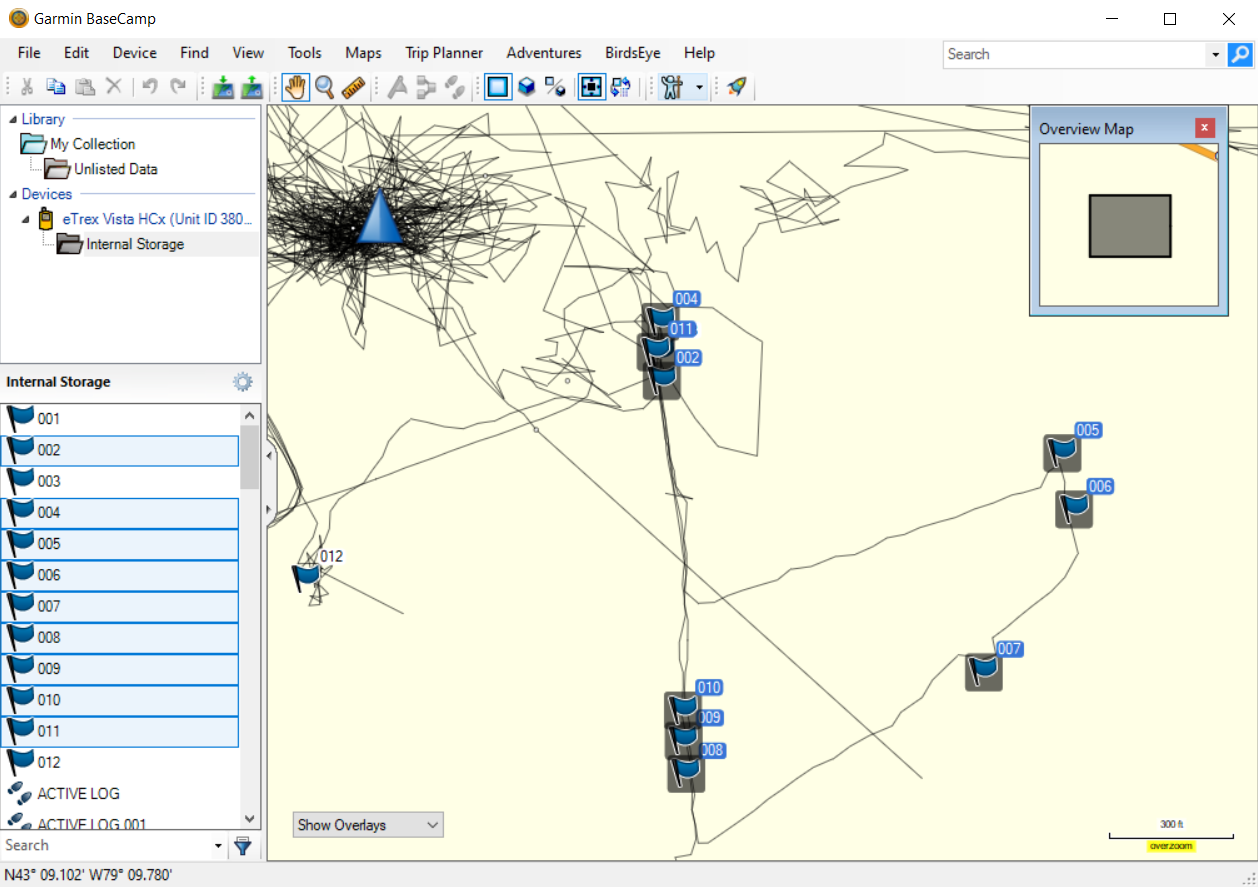 Garmin BaseCamp
File Edit Device Find View Tools Maps Trip Planner Adventures BirdsEye Help
Search
Library
My Collection
Unlisted Data
Devices
eTrex Vista HCx (Unit ID 380...
Internal Storage
Internal Storage
001
002
003
004
005
006
007
008
009
010
011
012
ACTIVE LOG
ACTIVE LOG 001
Search
N43° 09.102' W79° 09.780'
Overview Map
004
011
002
005
006
012
007
010
009
008
Show Overlays
300 ft
overzoom